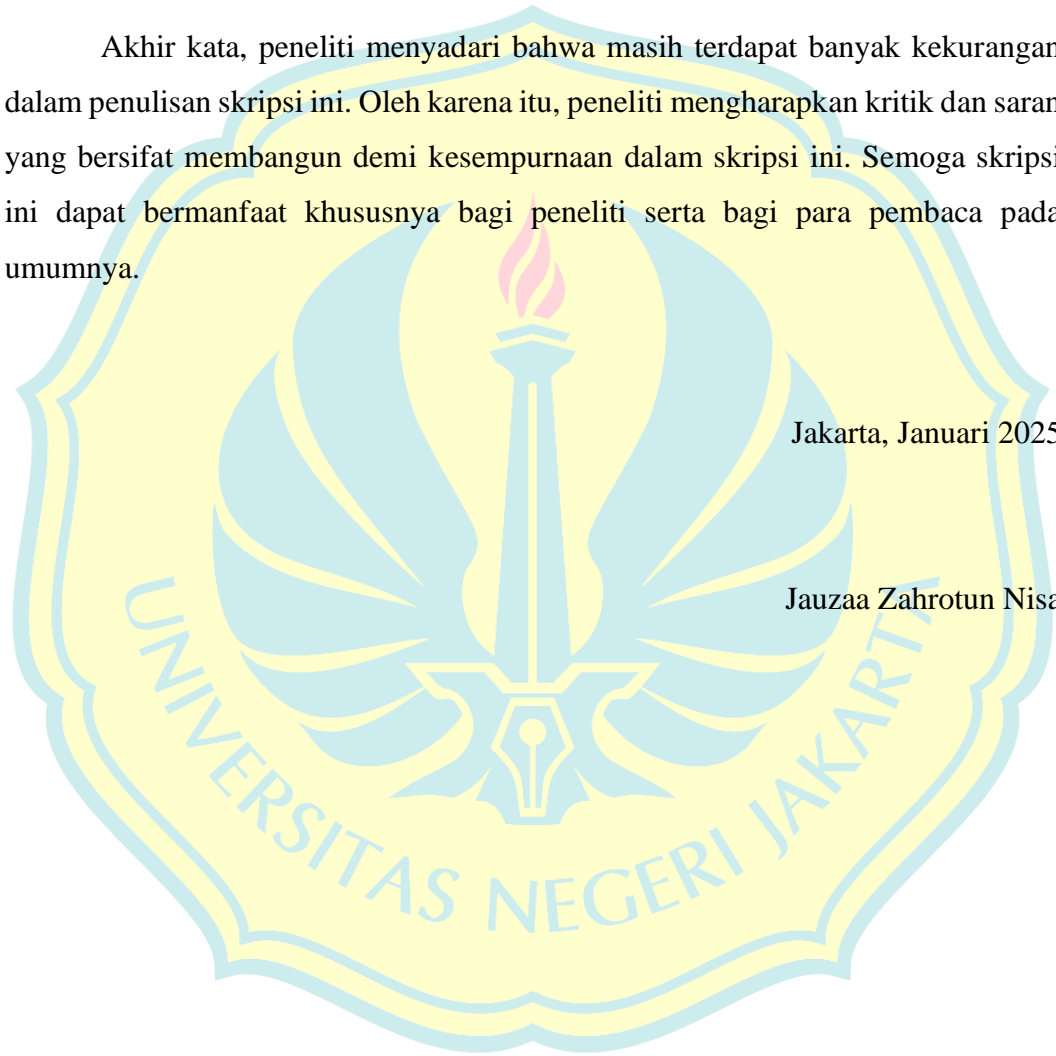 Akhir kata, peneliti menyadari bahwa masih terdapat banyak kekurangan
dalam penulisan skripsi ini. Oleh karena itu, peneliti mengharapkan kritik dan saran
yang bersifat membangun demi kesempurnaan dalam skripsi ini. Semoga skripsi
ini dapat bermanfaat khususnya bagi peneliti serta bagi para pembaca pada
umumnya.
Jakarta, Januari 2025
Jauzaa Zahrotun Nisa
UNIVERSITAS NEGERI JAKARTA